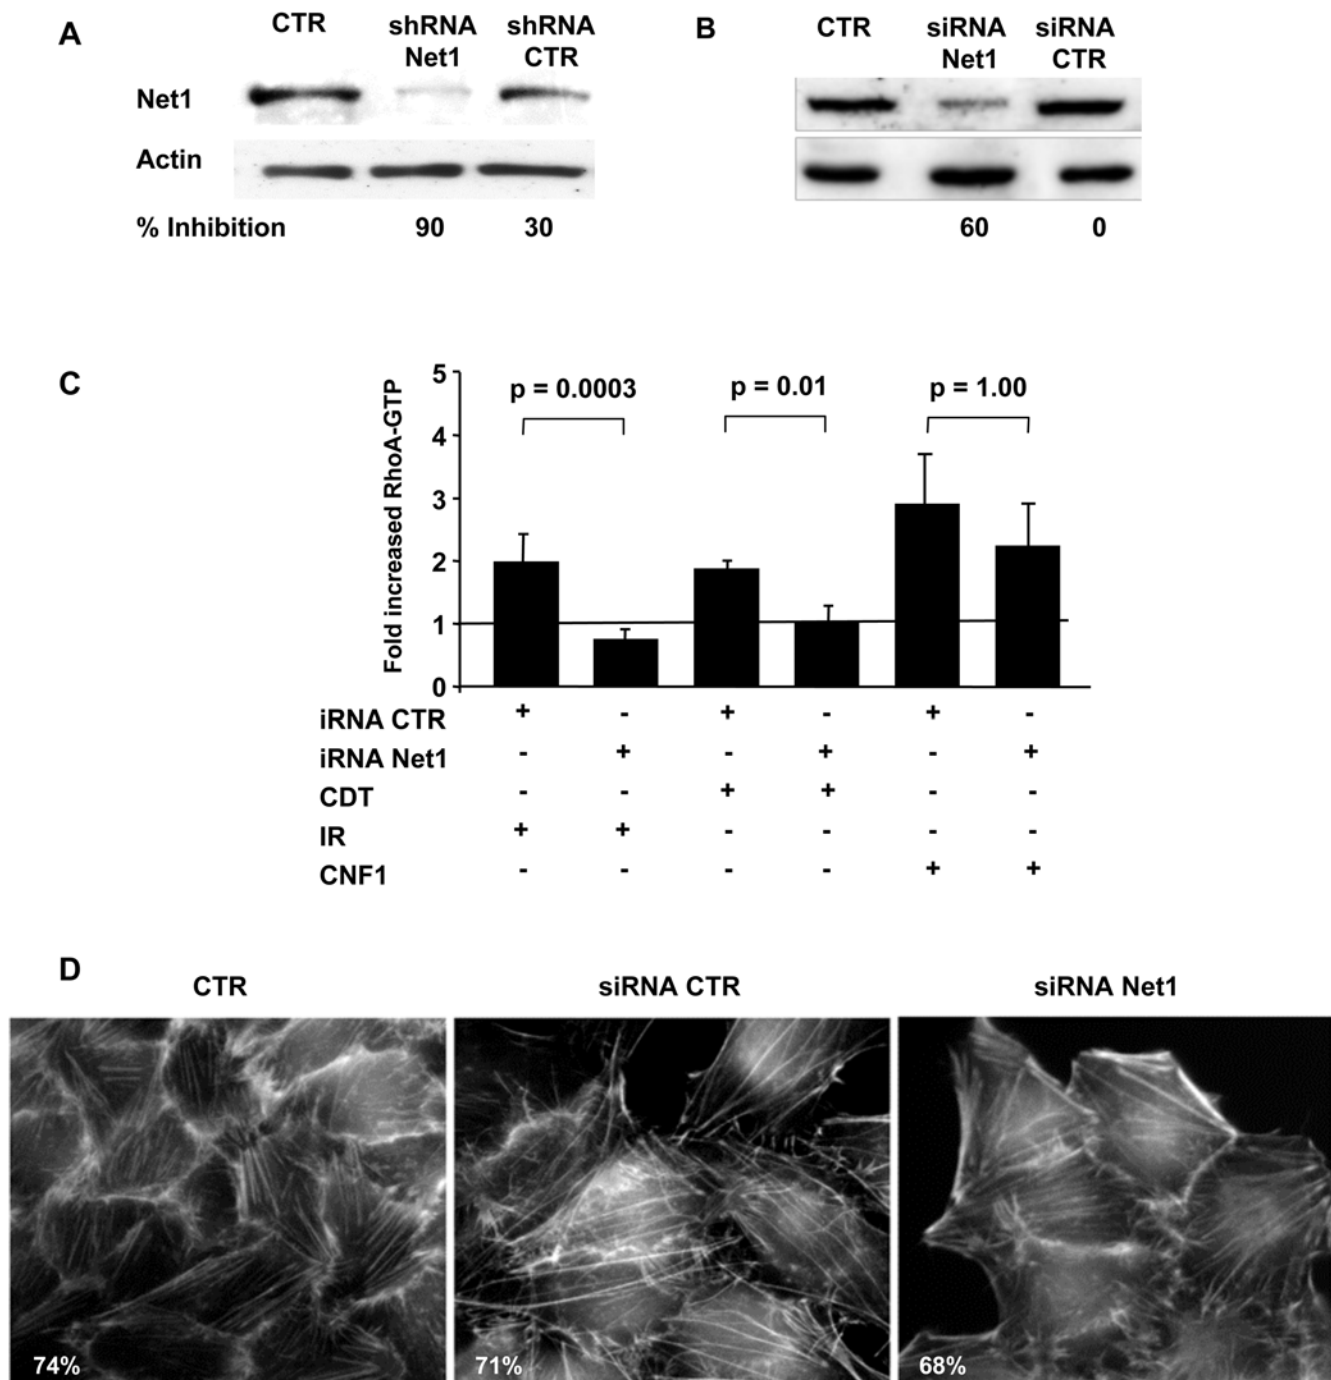 A
CTR
shRNA
Net1
shRNA
CTR
Net1
Actin
% Inhibition
90
30
B
CTR
siRNA
Net1
siRNA
CTR
60
0
C
Fold increased RhoA-GTP
5
4
3
2
1
0
p = 0.0003
p = 0.01
p = 1.00
iRNA CTR + - + - + -
iRNA Net1 - + - + - +
CDT - - + + - -
IR + + - - - -
CNF1 - - - - + +
D
CTR
siRNA CTR
siRNA Net1
74%
71%
68%